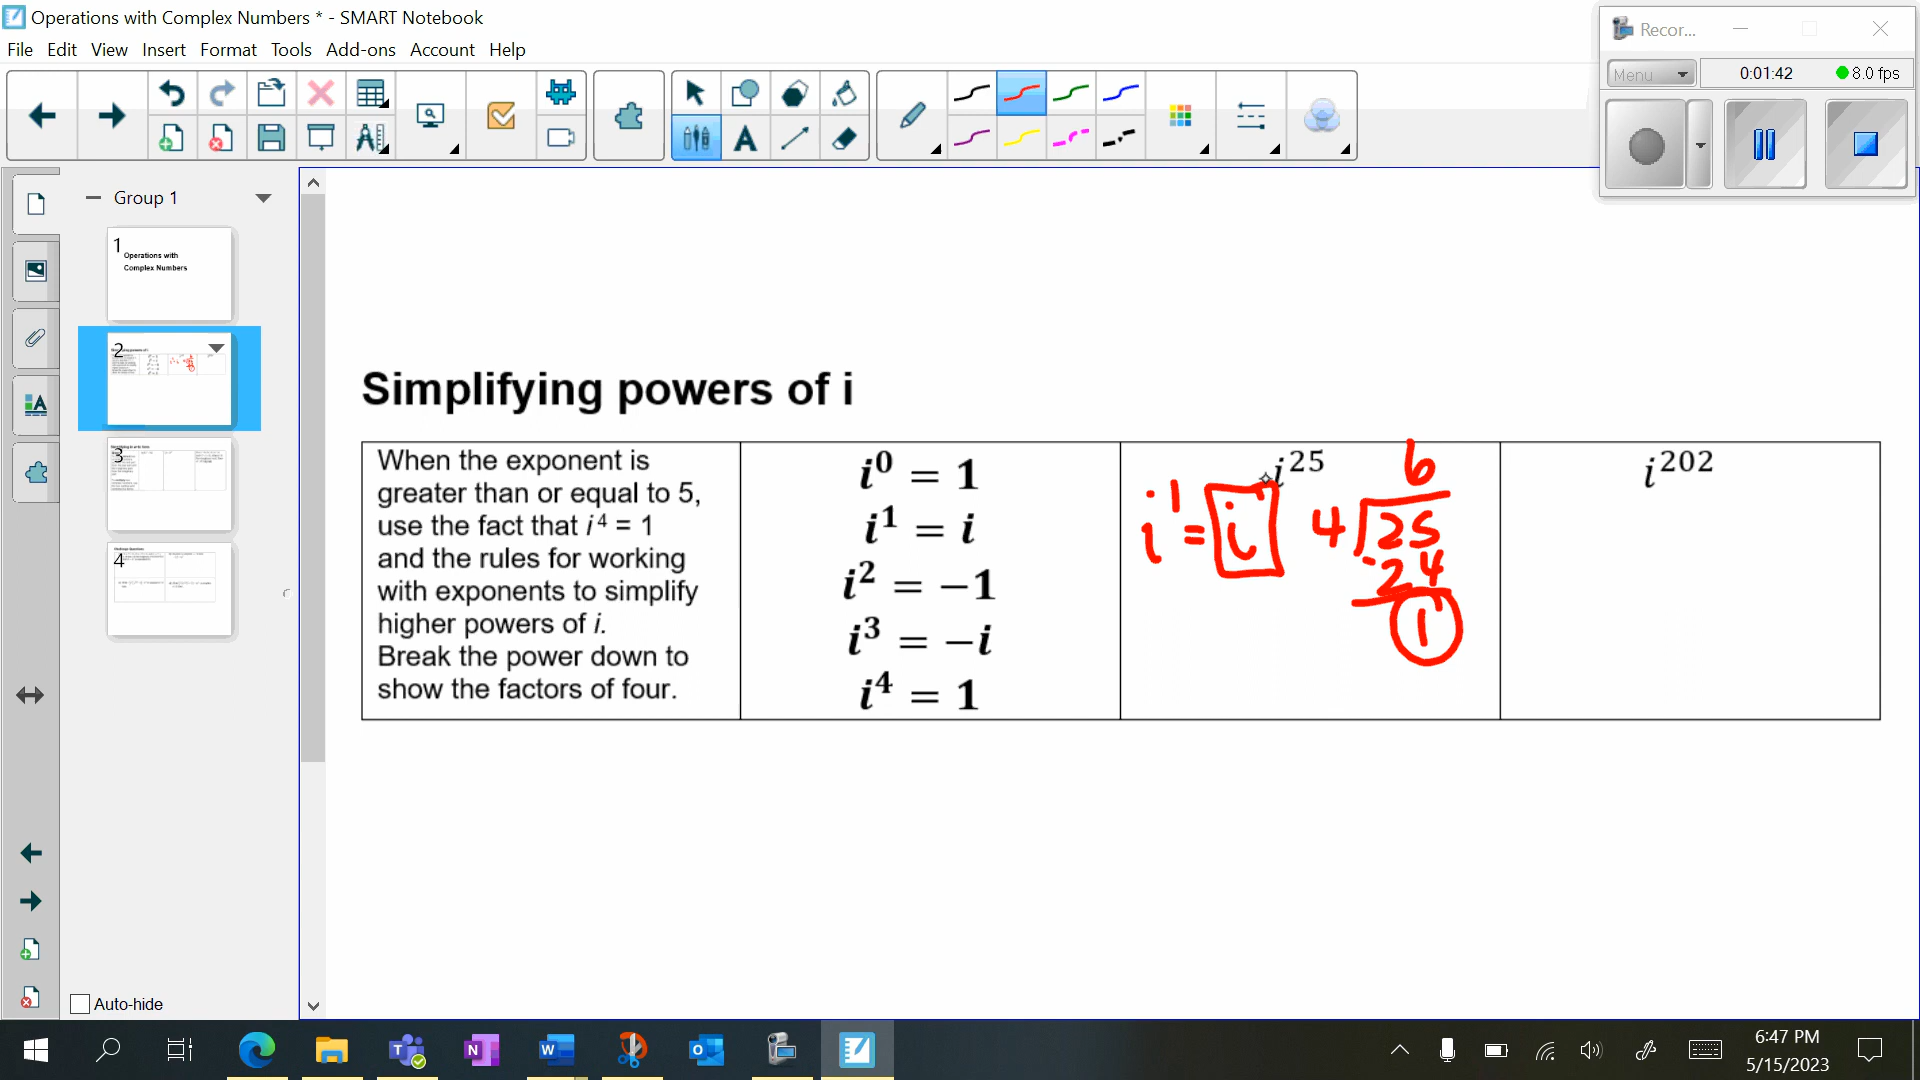 Operations with Complex Numbers * - SMART Notebook
File Edit View Insert Format Tools Add-ons Account Help
Recor...
Menu 0:01:42 8.0 fps
Group 1
1
Operations with
Complex Numbers
2
3
4
Auto-hide
Simplifying powers of i
When the exponent is
greater than or equal to 5,
use the fact that i⁴ = 1
and the rules for working
with exponents to simplify
higher powers of i.
Break the power down to
show the factors of four.
i⁰ = 1
i¹ = i
i² = −1
i³ = −i
i⁴ = 1
i²⁵
i¹ = i
6
4 25
- 24
1
i²⁰²
6:47 PM
5/15/2023